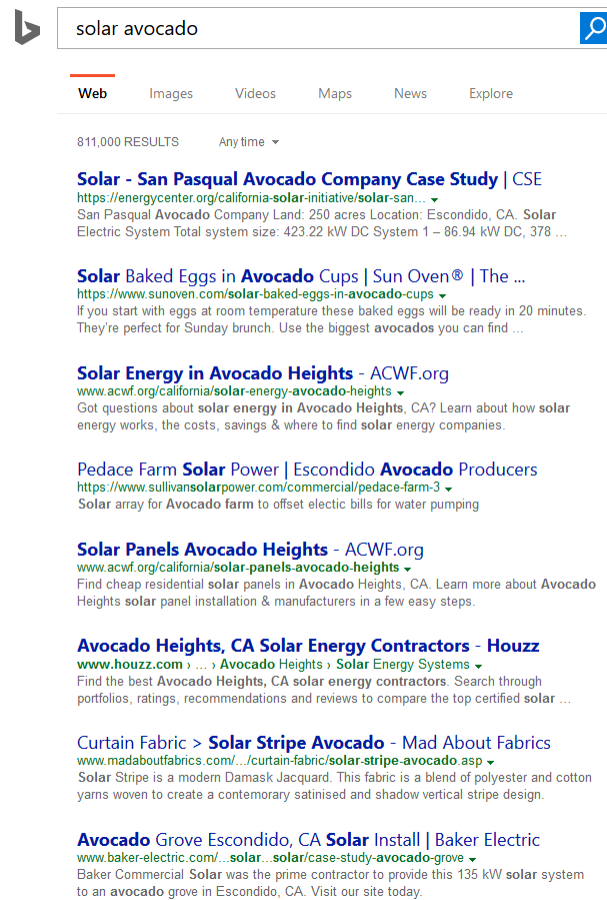 solar avocado
Web Images Videos Maps News Explore
811,000 RESULTS Any time
Solar - San Pasqual Avocado Company Case Study | CSE
https://energycenter.org/california-solar-initiative/solar-san...
San Pasqual Avocado Company Land: 250 acres Location: Escondido, CA. Solar
Electric System Total system size: 423.22 kW DC System 1 – 86.94 kW DC, 378 ...
Solar Baked Eggs in Avocado Cups | Sun Oven® | The ...
https://www.sunoven.com/solar-baked-eggs-in-avocado-cups
If you start with eggs at room temperature these baked eggs will be ready in 20 minutes.
They’re perfect for Sunday brunch. Use the biggest avocados you can find ...
Solar Energy in Avocado Heights - ACWF.org
www.acwf.org/california/solar-energy-avocado-heights
Got questions about solar energy in Avocado Heights, CA? Learn about how solar
energy works, the costs, savings & where to find solar energy companies.
Pedace Farm Solar Power | Escondido Avocado Producers
https://www.sullivansolarpower.com/commercial/pedace-farm-3
Solar array for Avocado farm to offset electic bills for water pumping
Solar Panels Avocado Heights - ACWF.org
www.acwf.org/california/solar-panels-avocado-heights
Find cheap residential solar panels in Avocado Heights, CA. Learn more about Avocado
Heights solar panel installation & manufacturers in a few easy steps.
Avocado Heights, CA Solar Energy Contractors - Houzz
www.houzz.com › ... › Avocado Heights › Solar Energy Systems
Find the best Avocado Heights, CA solar energy contractors. Search through
portfolios, ratings, recommendations and reviews to compare the top certified solar ...
Curtain Fabric > Solar Stripe Avocado - Mad About Fabrics
www.madaboutfabrics.com/.../curtain-fabric/solar-stripe-avocado.asp
Solar Stripe is a modern Damask Jacquard. This fabric is a blend of polyester and cotton
yarns woven to create a contemorary satinised and shadow vertical stripe design.
Avocado Grove Escondido, CA Solar Install | Baker Electric
www.baker-electric.com/...solar...solar/case-study-avocado-grove
Baker Commercial Solar was the prime contractor to provide this 135 kW solar system
to an avocado grove in Escondido, CA. Visit our site today.